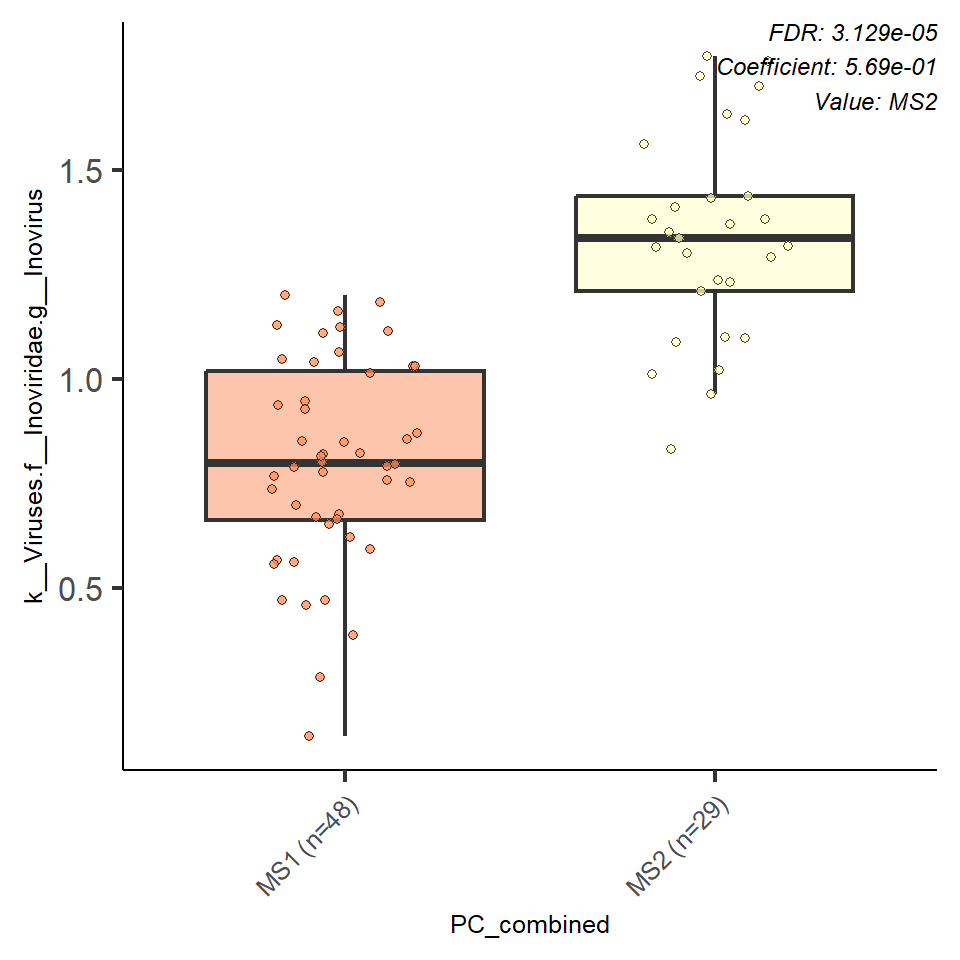 FDR: 3.129e-05
Coefficient: 5.69e-01
Value: MS2
k__Viruses.f__Inoviridae.g__Inovirus
1.5
1.0
0.5
MS1 (n=48)
MS2 (n=29)
PC_combined